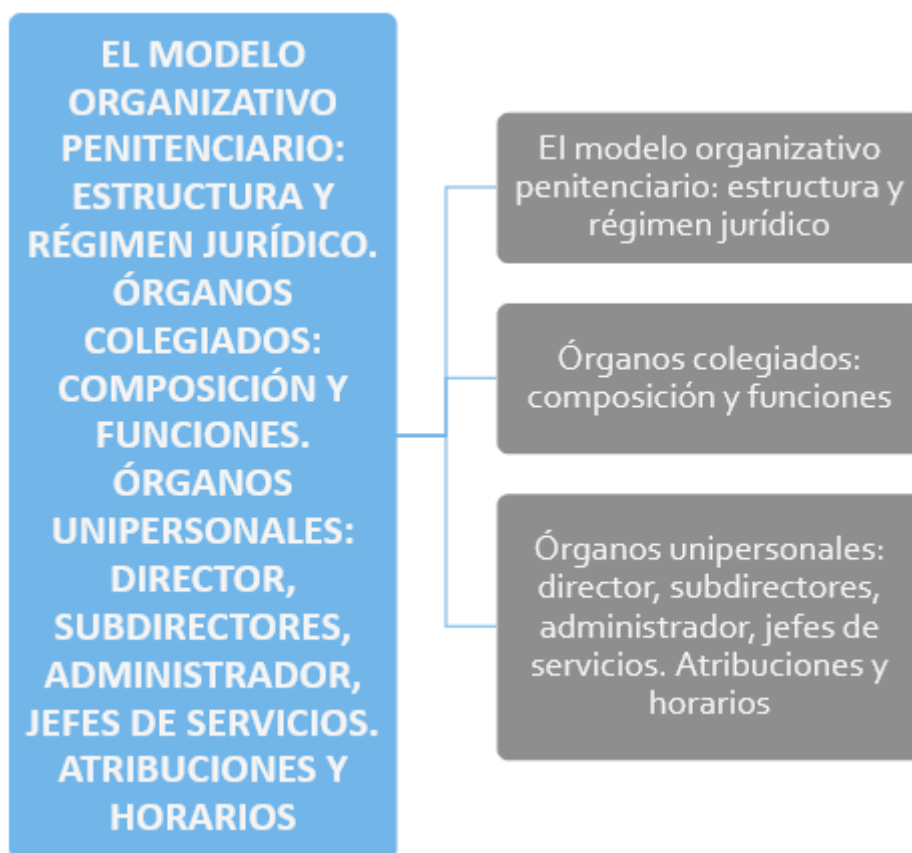 EL MODELO
ORGANIZATIVO
PENITENCIARIO:
ESTRUCTURA Y
RÉGIMEN JURÍDICO.
ÓRGANOS
COLEGIADOS:
COMPOSICIÓN Y
FUNCIONES.
ÓRGANOS
UNIPERSONALES:
DIRECTOR,
SUBDIRECTORES,
ADMINISTRADOR,
JEFES DE SERVICIOS.
ATRIBUCIONES Y
HORARIOS
El modelo organizativo
penitenciario: estructura y
régimen jurídico
Órganos colegiados:
composición y funciones
Órganos unipersonales:
director, subdirectores,
administrador, jefes de
servicios. Atribuciones y
horarios